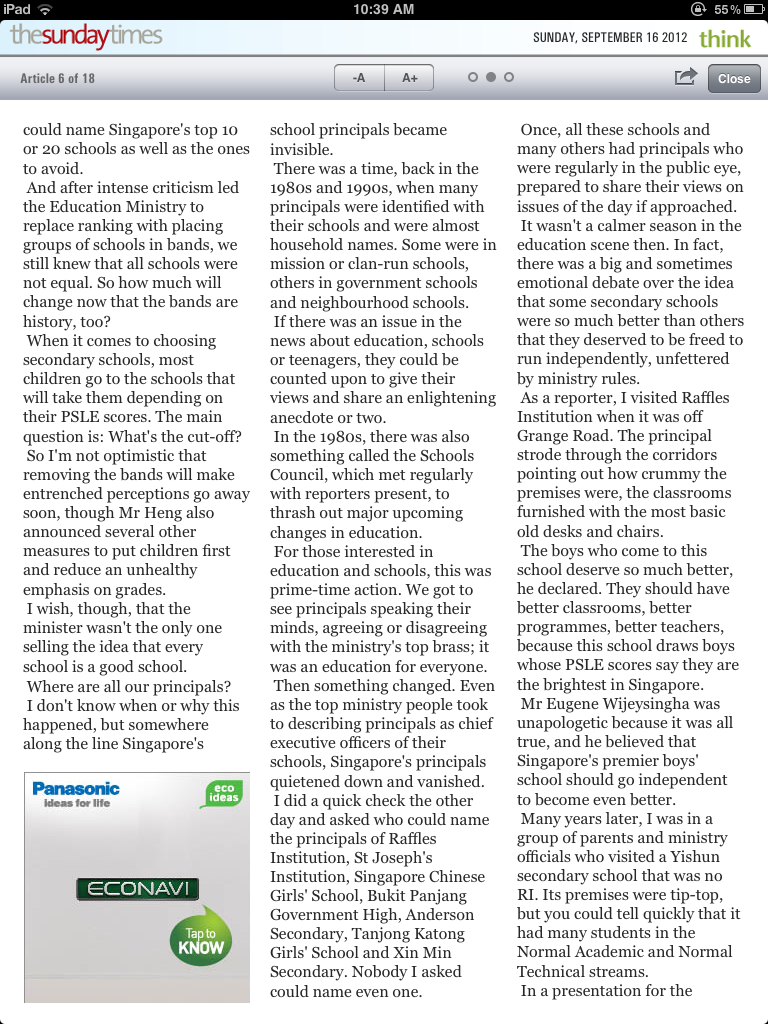 iPad
10:39 AM
55%
thesundaytimes
SUNDAY, SEPTEMBER 16 2012 think
Article 6 of 18
-A
A+
Close
could name Singapore's top 10
or 20 schools as well as the ones
to avoid.
And after intense criticism led
the Education Ministry to
replace ranking with placing
groups of schools in bands, we
still knew that all schools were
not equal. So how much will
change now that the bands are
history, too?
When it comes to choosing
secondary schools, most
children go to the schools that
will take them depending on
their PSLE scores. The main
question is: What's the cut-off?
So I'm not optimistic that
removing the bands will make
entrenched perceptions go away
soon, though Mr Heng also
announced several other
measures to put children first
and reduce an unhealthy
emphasis on grades.
I wish, though, that the
minister wasn't the only one
selling the idea that every
school is a good school.
Where are all our principals?
I don't know when or why this
happened, but somewhere
along the line Singapore's
Panasonic
ideas for life
eco
ideas
ECONAVI
Tap to
KNOW
school principals became
invisible.
There was a time, back in the
1980s and 1990s, when many
principals were identified with
their schools and were almost
household names. Some were in
mission or clan-run schools,
others in government schools
and neighbourhood schools.
If there was an issue in the
news about education, schools
or teenagers, they could be
counted upon to give their
views and share an enlightening
anecdote or two.
In the 1980s, there was also
something called the Schools
Council, which met regularly
with reporters present, to
thrash out major upcoming
changes in education.
For those interested in
education and schools, this was
prime-time action. We got to
see principals speaking their
minds, agreeing or disagreeing
with the ministry's top brass; it
was an education for everyone.
Then something changed. Even
as the top ministry people took
to describing principals as chief
executive officers of their
schools, Singapore's principals
quietened down and vanished.
I did a quick check the other
day and asked who could name
the principals of Raffles
Institution, St Joseph's
Institution, Singapore Chinese
Girls' School, Bukit Panjang
Government High, Anderson
Secondary, Tanjong Katong
Girls' School and Xin Min
Secondary. Nobody I asked
could name even one.
Once, all these schools and
many others had principals who
were regularly in the public eye,
prepared to share their views on
issues of the day if approached.
It wasn't a calmer season in the
education scene then. In fact,
there was a big and sometimes
emotional debate over the idea
that some secondary schools
were so much better than others
that they deserved to be freed to
run independently, unfettered
by ministry rules.
As a reporter, I visited Raffles
Institution when it was off
Grange Road. The principal
strode through the corridors
pointing out how crummy the
premises were, the classrooms
furnished with the most basic
old desks and chairs.
The boys who come to this
school deserve so much better,
he declared. They should have
better classrooms, better
programmes, better teachers,
because this school draws boys
whose PSLE scores say they are
the brightest in Singapore.
Mr Eugene Wijeysingha was
unapologetic because it was all
true, and he believed that
Singapore's premier boys'
school should go independent
to become even better.
Many years later, I was in a
group of parents and ministry
officials who visited a Yishun
secondary school that was no
RI. Its premises were tip-top,
but you could tell quickly that it
had many students in the
Normal Academic and Normal
Technical streams.
In a presentation for the